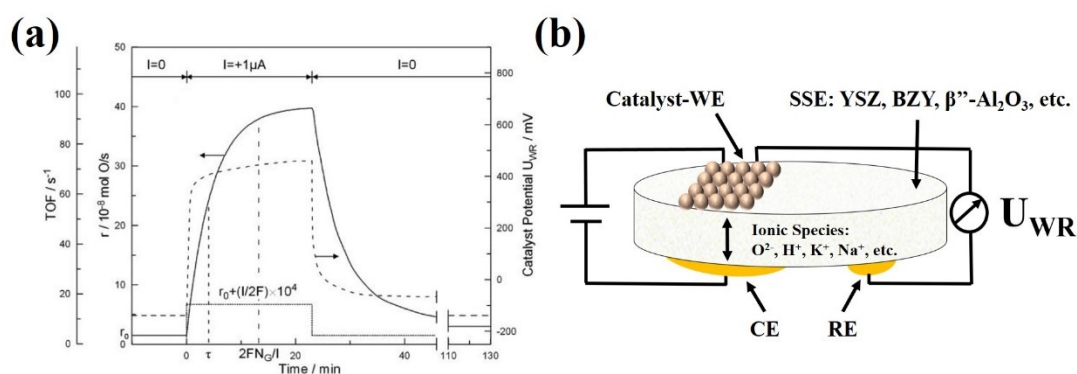 (a)
I=0
I=+1μA
I=0
TOF / s⁻¹
100
80
60
40
20
0
r / 10⁻⁸ mol O/s
50
40
30
20
10
r₀
0
r₀+(I/2F)×10⁴
Catalyst Potential U_WR / mV
800
600
400
200
0
-200
0
τ
2FN_G/I
20
40
110
130
Time / min
(b)
Catalyst-WE
SSE: YSZ, BZY, β”-Al₂O₃, etc.
Ionic Species:
O²⁻, H⁺, K⁺, Na⁺, etc.
U_WR
CE
RE